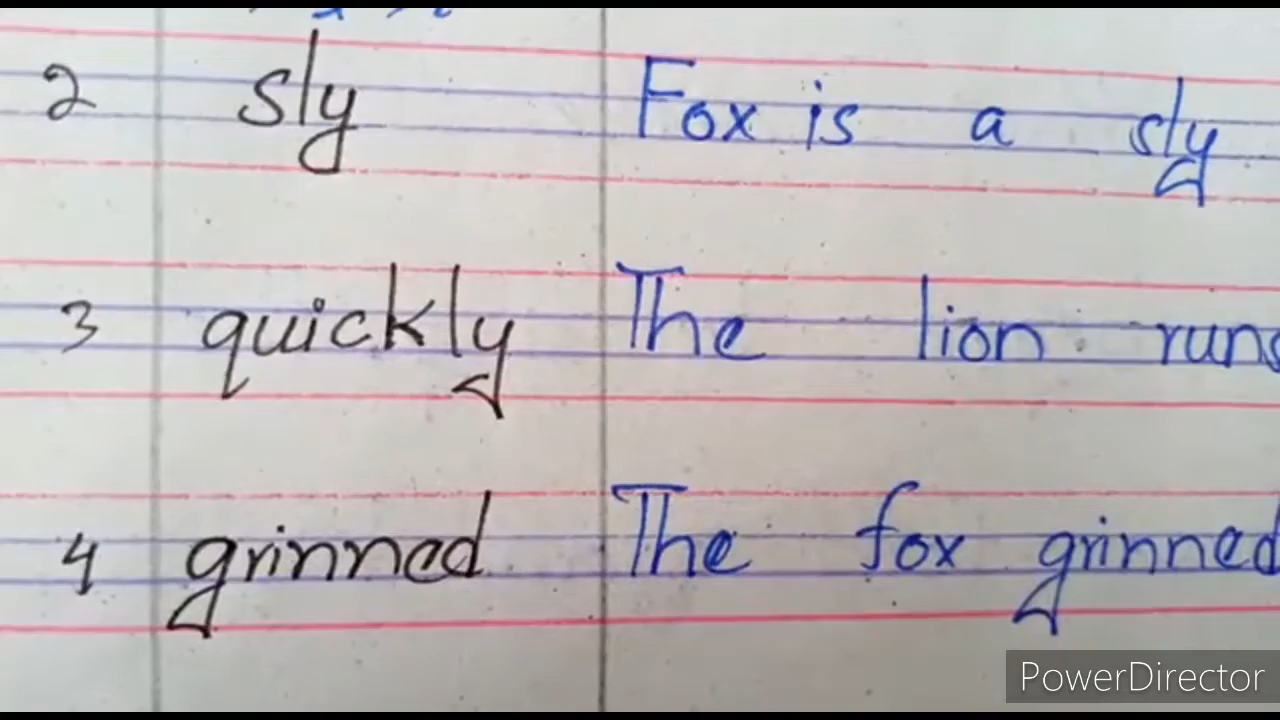 2 sly Fox is a sly
3 quickly The lion runs
4 grinned The fox grinned
PowerDirector